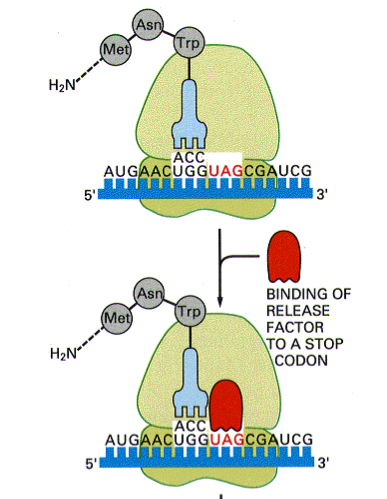 Asn
Met
Trp
H₂N
ACC
AUGAACUGGUAGCGAUCG
5' 3'
BINDING OF
RELEASE
FACTOR
TO A STOP
CODON
Asn
Met
Trp
H₂N
ACC
AUGAACUGGUAGCGAUCG
5' 3'